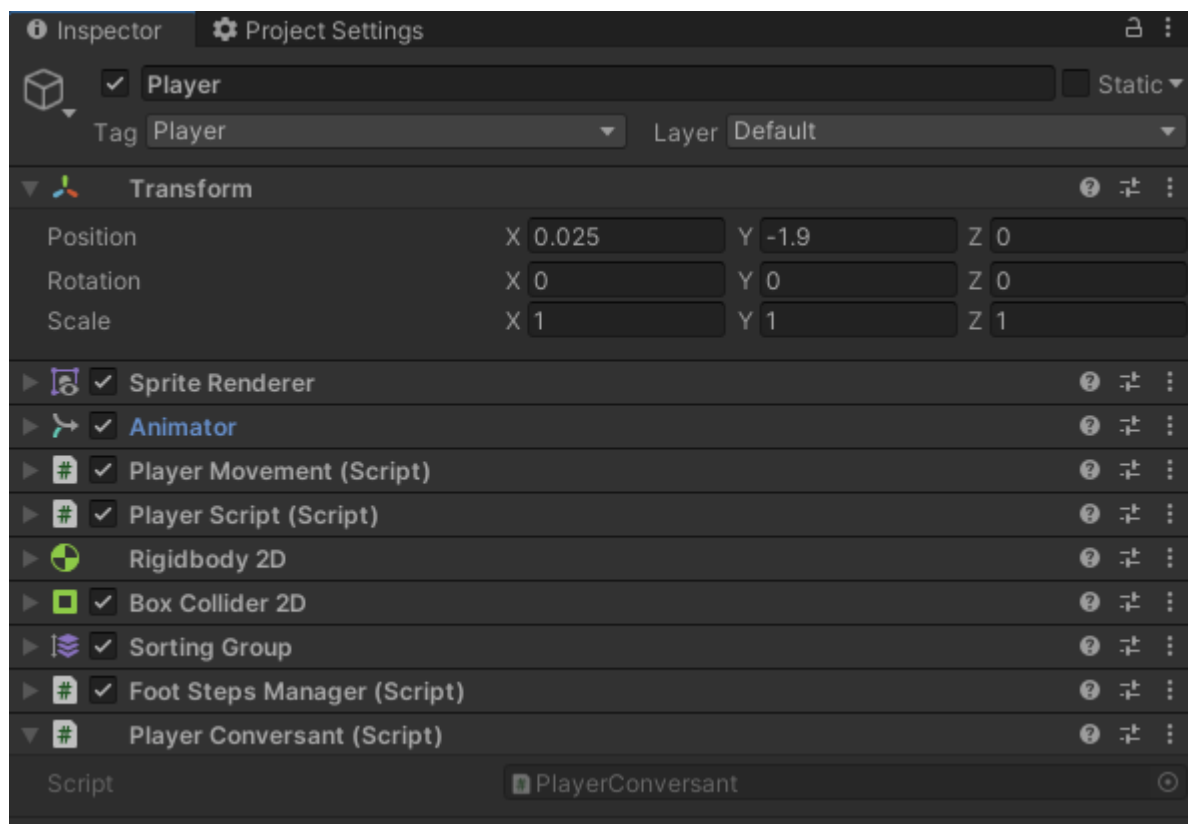 Inspector Project Settings
Player Static
Tag Player Layer Default
Transform
Position X 0.025 Y -1.9 Z 0
Rotation X 0 Y 0 Z 0
Scale X 1 Y 1 Z 1
Sprite Renderer
Animator
# Player Movement (Script)
# Player Script (Script)
Rigidbody 2D
Box Collider 2D
Sorting Group
# Foot Steps Manager (Script)
# Player Conversant (Script)
Script PlayerConversant